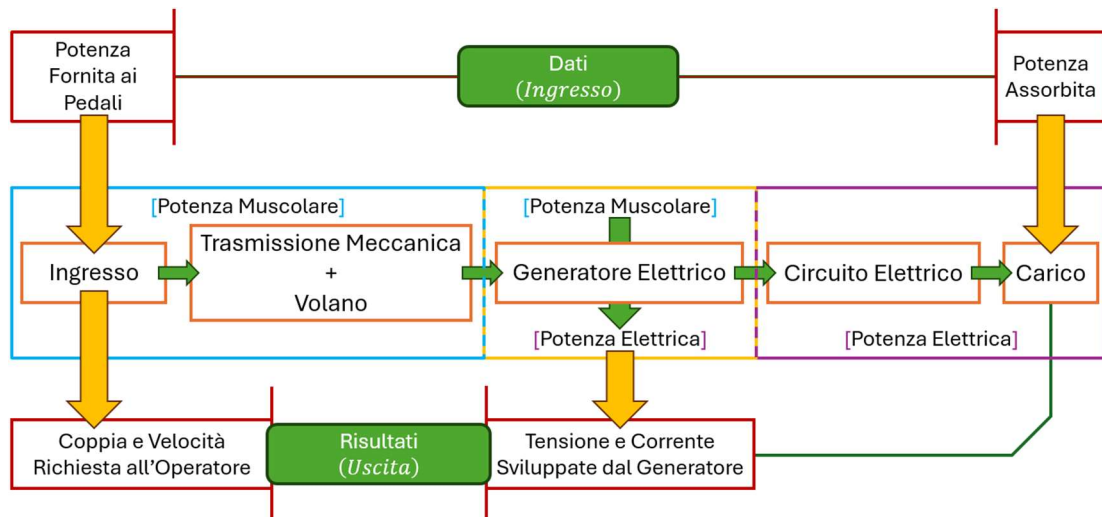 Potenza
Fornita ai
Pedali
Dati
(Ingresso)
Potenza
Assorbita
[Potenza Muscolare]
[Potenza Muscolare]
Ingresso
Trasmissione Meccanica
+
Volano
Generatore Elettrico
Circuito Elettrico
Carico
[Potenza Elettrica]
[Potenza Elettrica]
Coppia e Velocità
Richiesta all'Operatore
Risultati
(Uscita)
Tensione e Corrente
Sviluppate dal Generatore